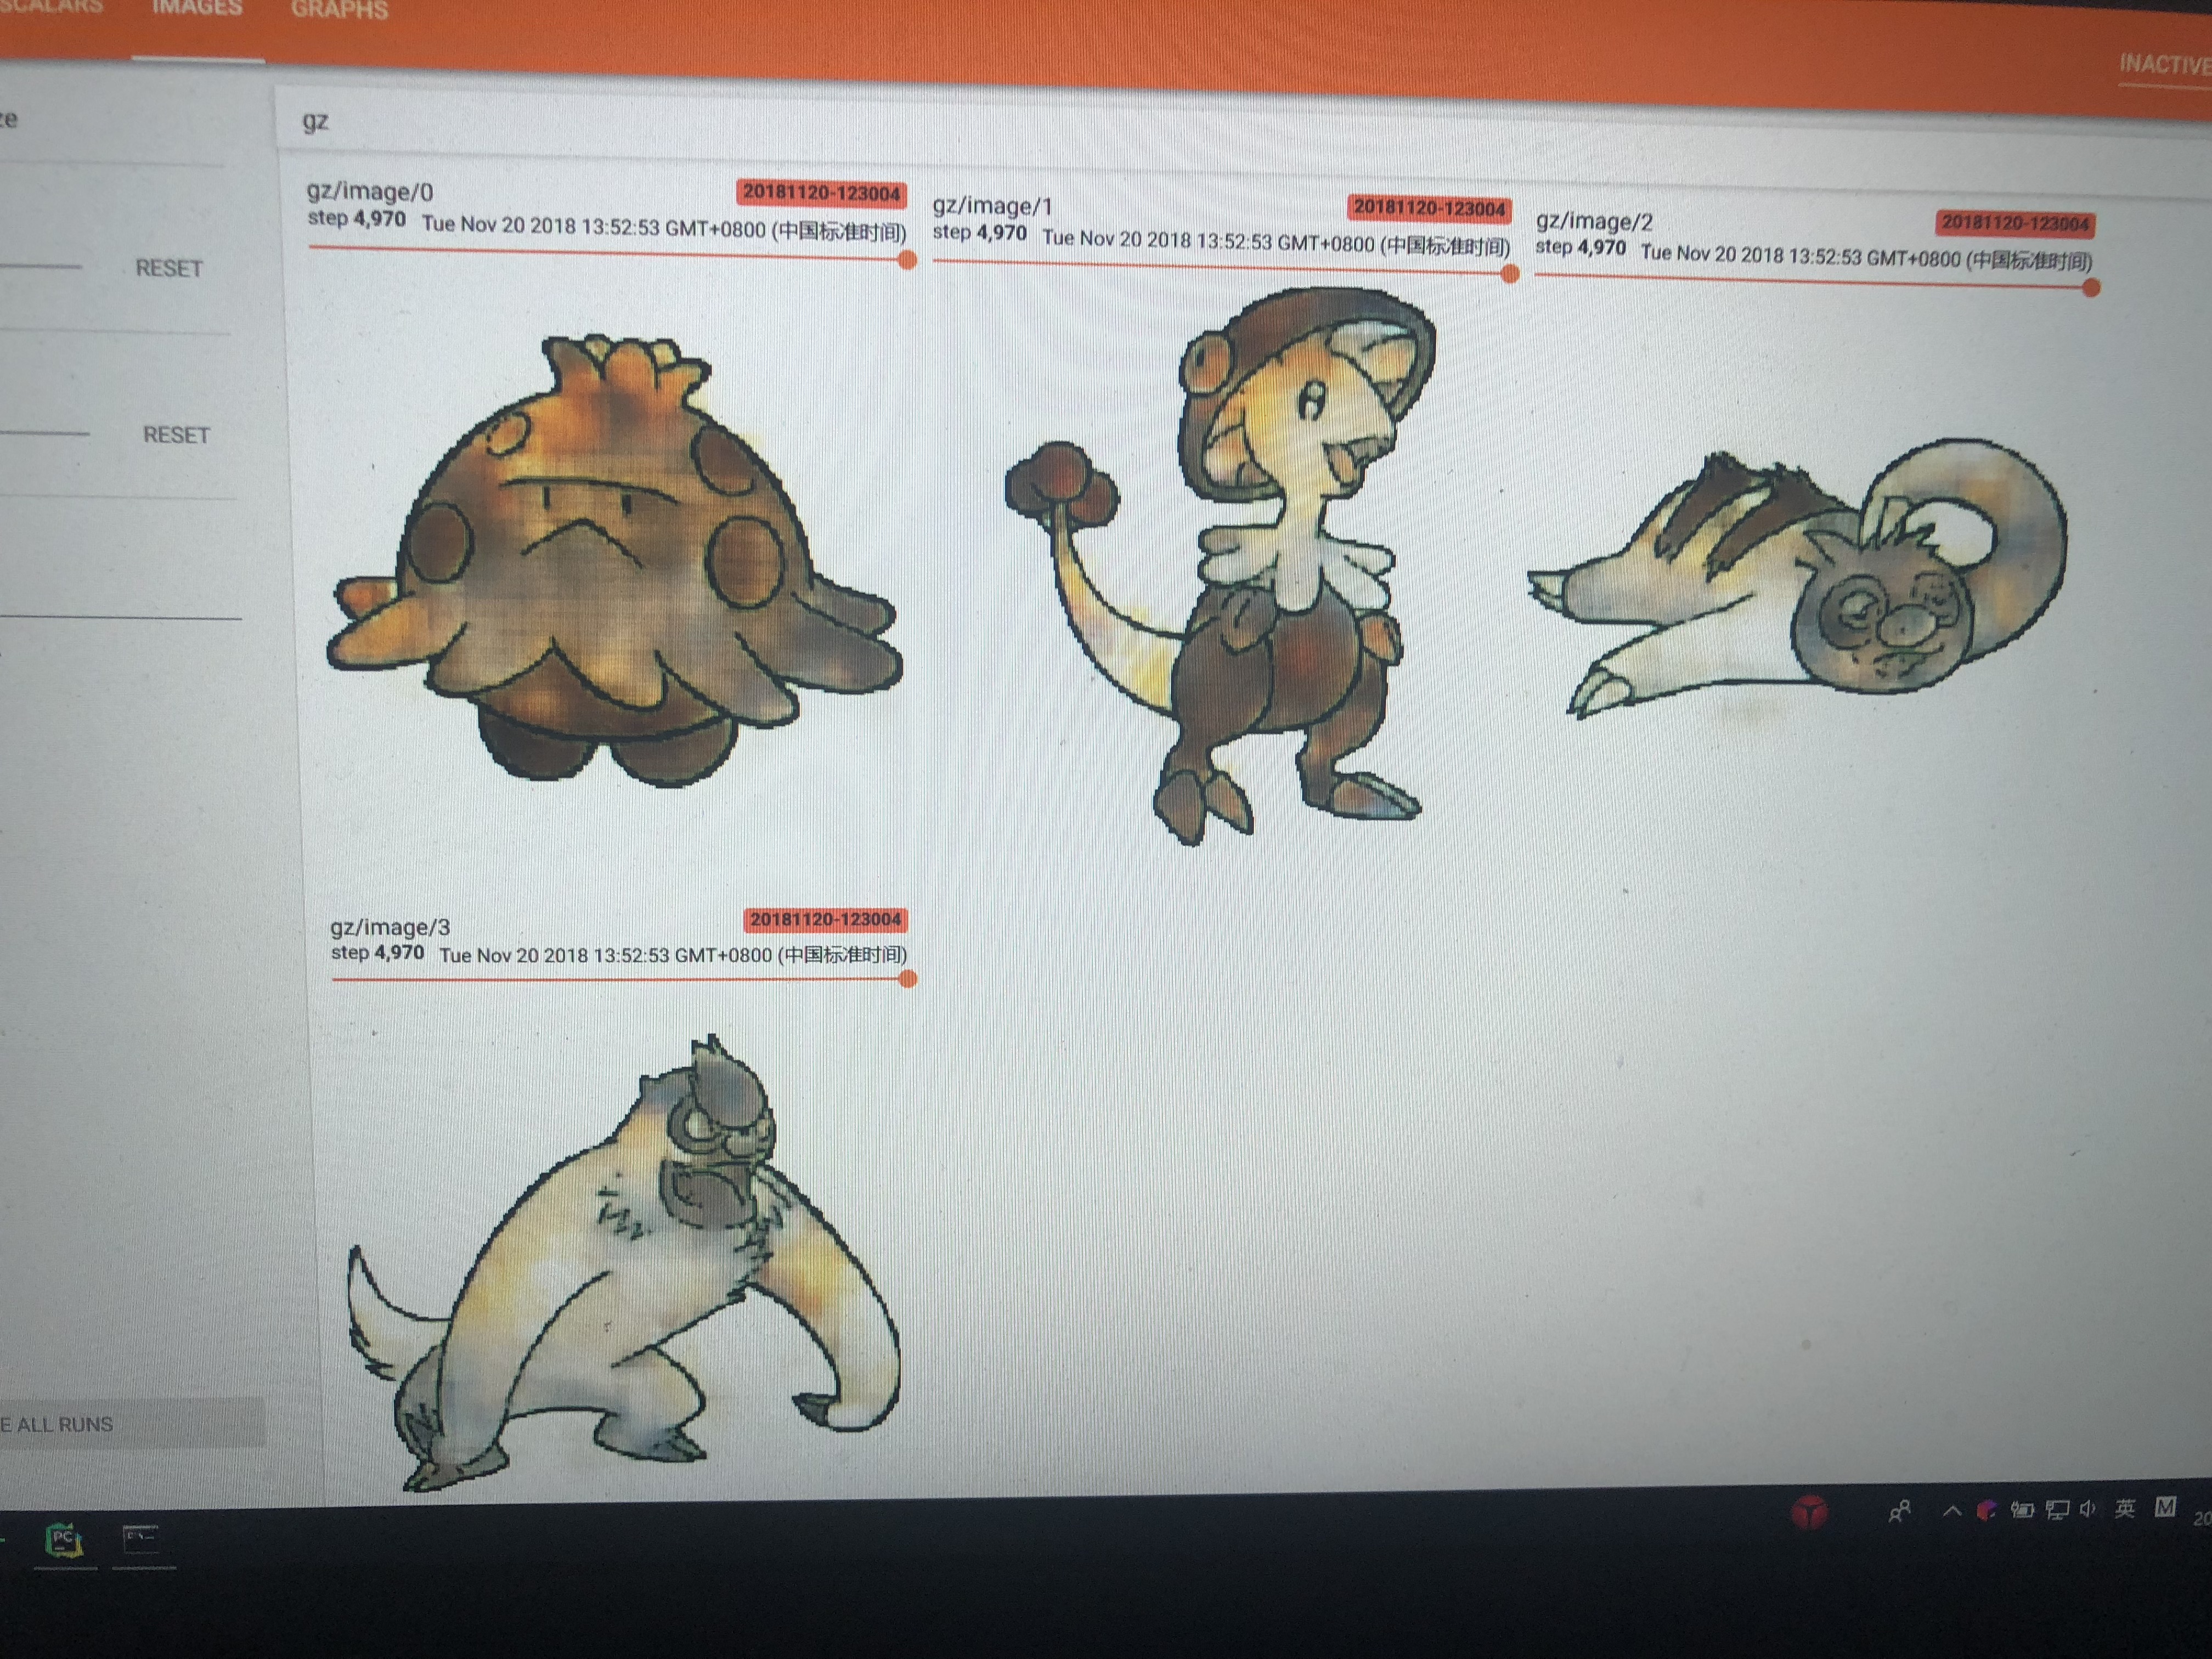 SCALARS IMAGES GRAPHS
INACTIVE
gz
RESET
RESET
gz/image/0 20181120-123004
step 4,970 Tue Nov 20 2018 13:52:53 GMT+0800 (中国标准时间)
gz/image/1 20181120-123004
step 4,970 Tue Nov 20 2018 13:52:53 GMT+0800 (中国标准时间)
gz/image/2 20181120-123004
step 4,970 Tue Nov 20 2018 13:52:53 GMT+0800 (中国标准时间)
gz/image/3 20181120-123004
step 4,970 Tue Nov 20 2018 13:52:53 GMT+0800 (中国标准时间)
ALL RUNS
PC
英 M